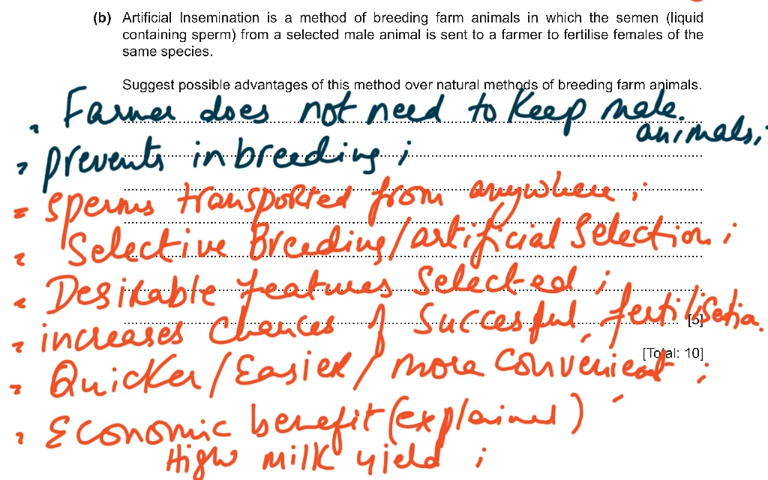 (b) Artificial Insemination is a method of breeding farm animals in which the semen (liquid
containing sperm) from a selected male animal is sent to a farmer to fertilise females of the
same species.
Suggest possible advantages of this method over natural methods of breeding farm animals.
Farmer does not need to keep male.
animals;
prevents inbreeding ;
sperms transported from anywhere ;
Selective Breeding/artificial Selection ;
Desirable features Selected ;
increases chances of Succesful fertilisation.
[5]
[Total: 10]
Quicker/Easier/more convenient ;
Economic benefit (explained)
High milk yield ;